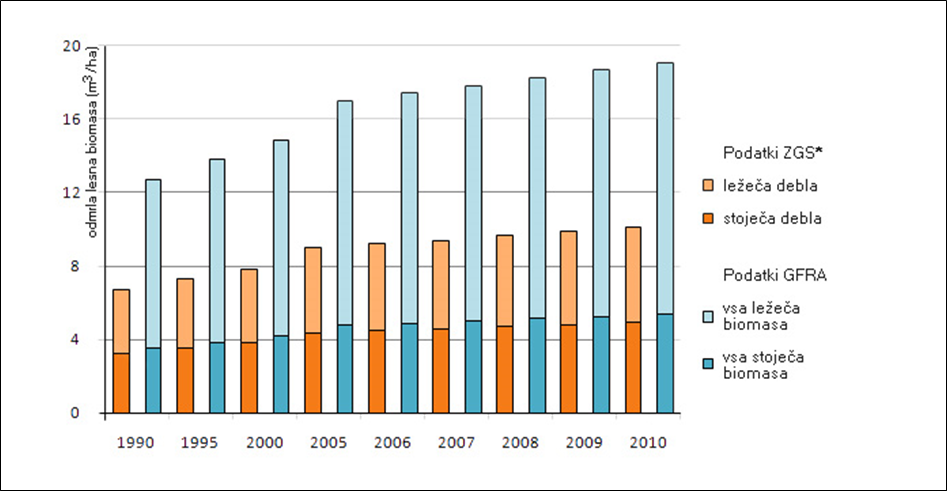 odmrla lesna biomasa (m³/ha)
20
16
12
8
4
0
1990 1995 2000 2005 2006 2007 2008 2009 2010
Podatki ZGS*
ležeča debla
stoječa debla
Podatki GFRA
vsa ležeča
biomasa
vsa stoječa
biomasa